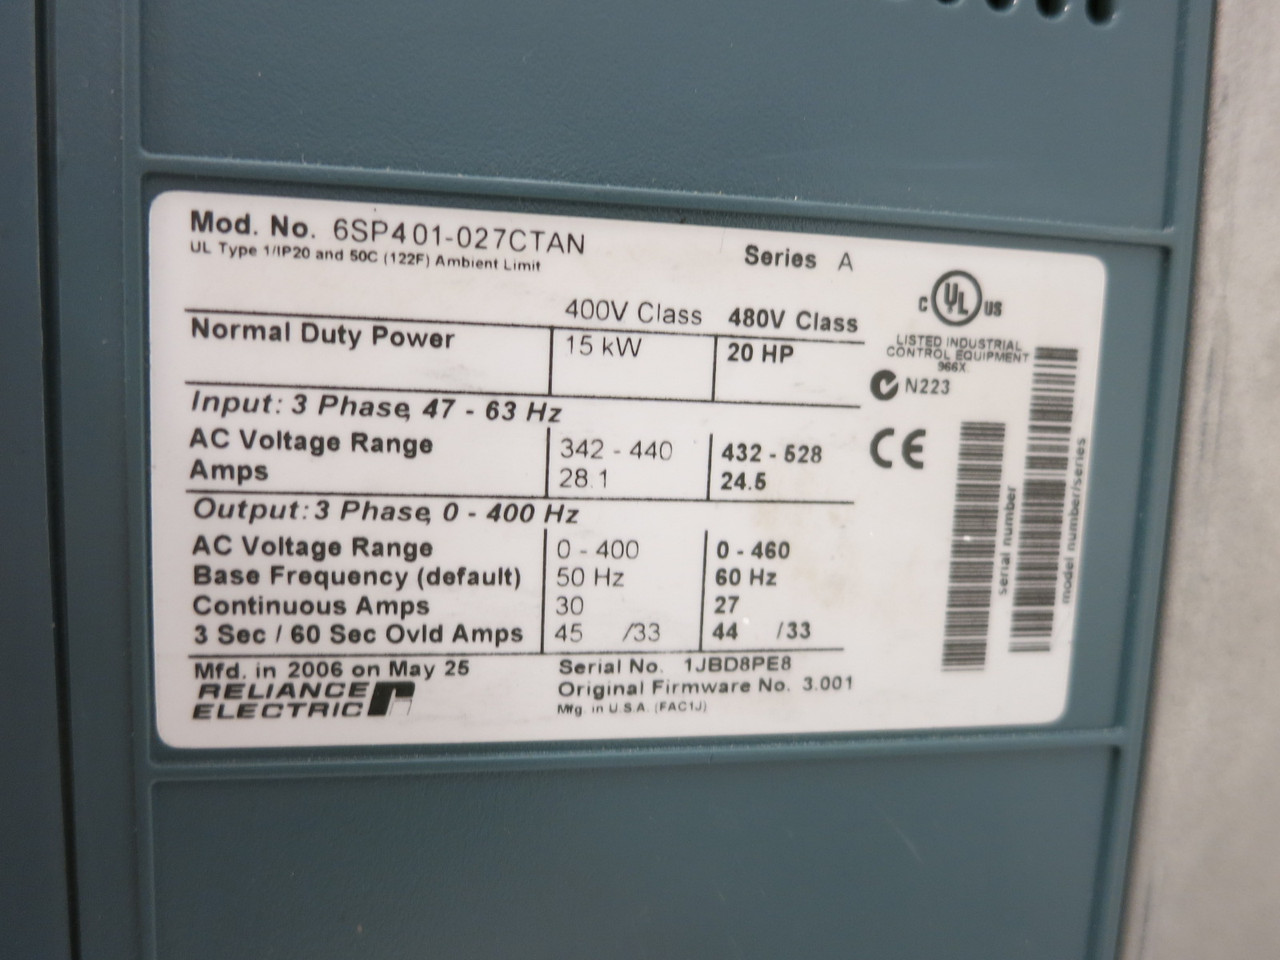 Mod. No. 6SP401-027CTAN
Series A
UL Type 1/IP20 and 50C (122F) Ambient Limit
400V Class 480V Class
Normal Duty Power 15 kW 20 HP
Input: 3 Phase, 47 - 63 Hz
AC Voltage Range 342 - 440 432 - 528
Amps 28.1 24.5
Output: 3 Phase, 0 - 400 Hz
AC Voltage Range 0 - 400 0 - 460
Base Frequency (default) 50 Hz 60 Hz
Continuous Amps 30 27
3 Sec / 60 Sec Ovld Amps 45 /33 44 /33
Mfd. in 2006 on May 25
RELIANCE
ELECTRIC
Serial No. 1JBD8PE8
Original Firmware No. 3.001
Mfg. in U.S.A. (FAC1J)
C UL US
LISTED INDUSTRIAL
CONTROL EQUIPMENT
966X
N223
CE
serial number
model number/series